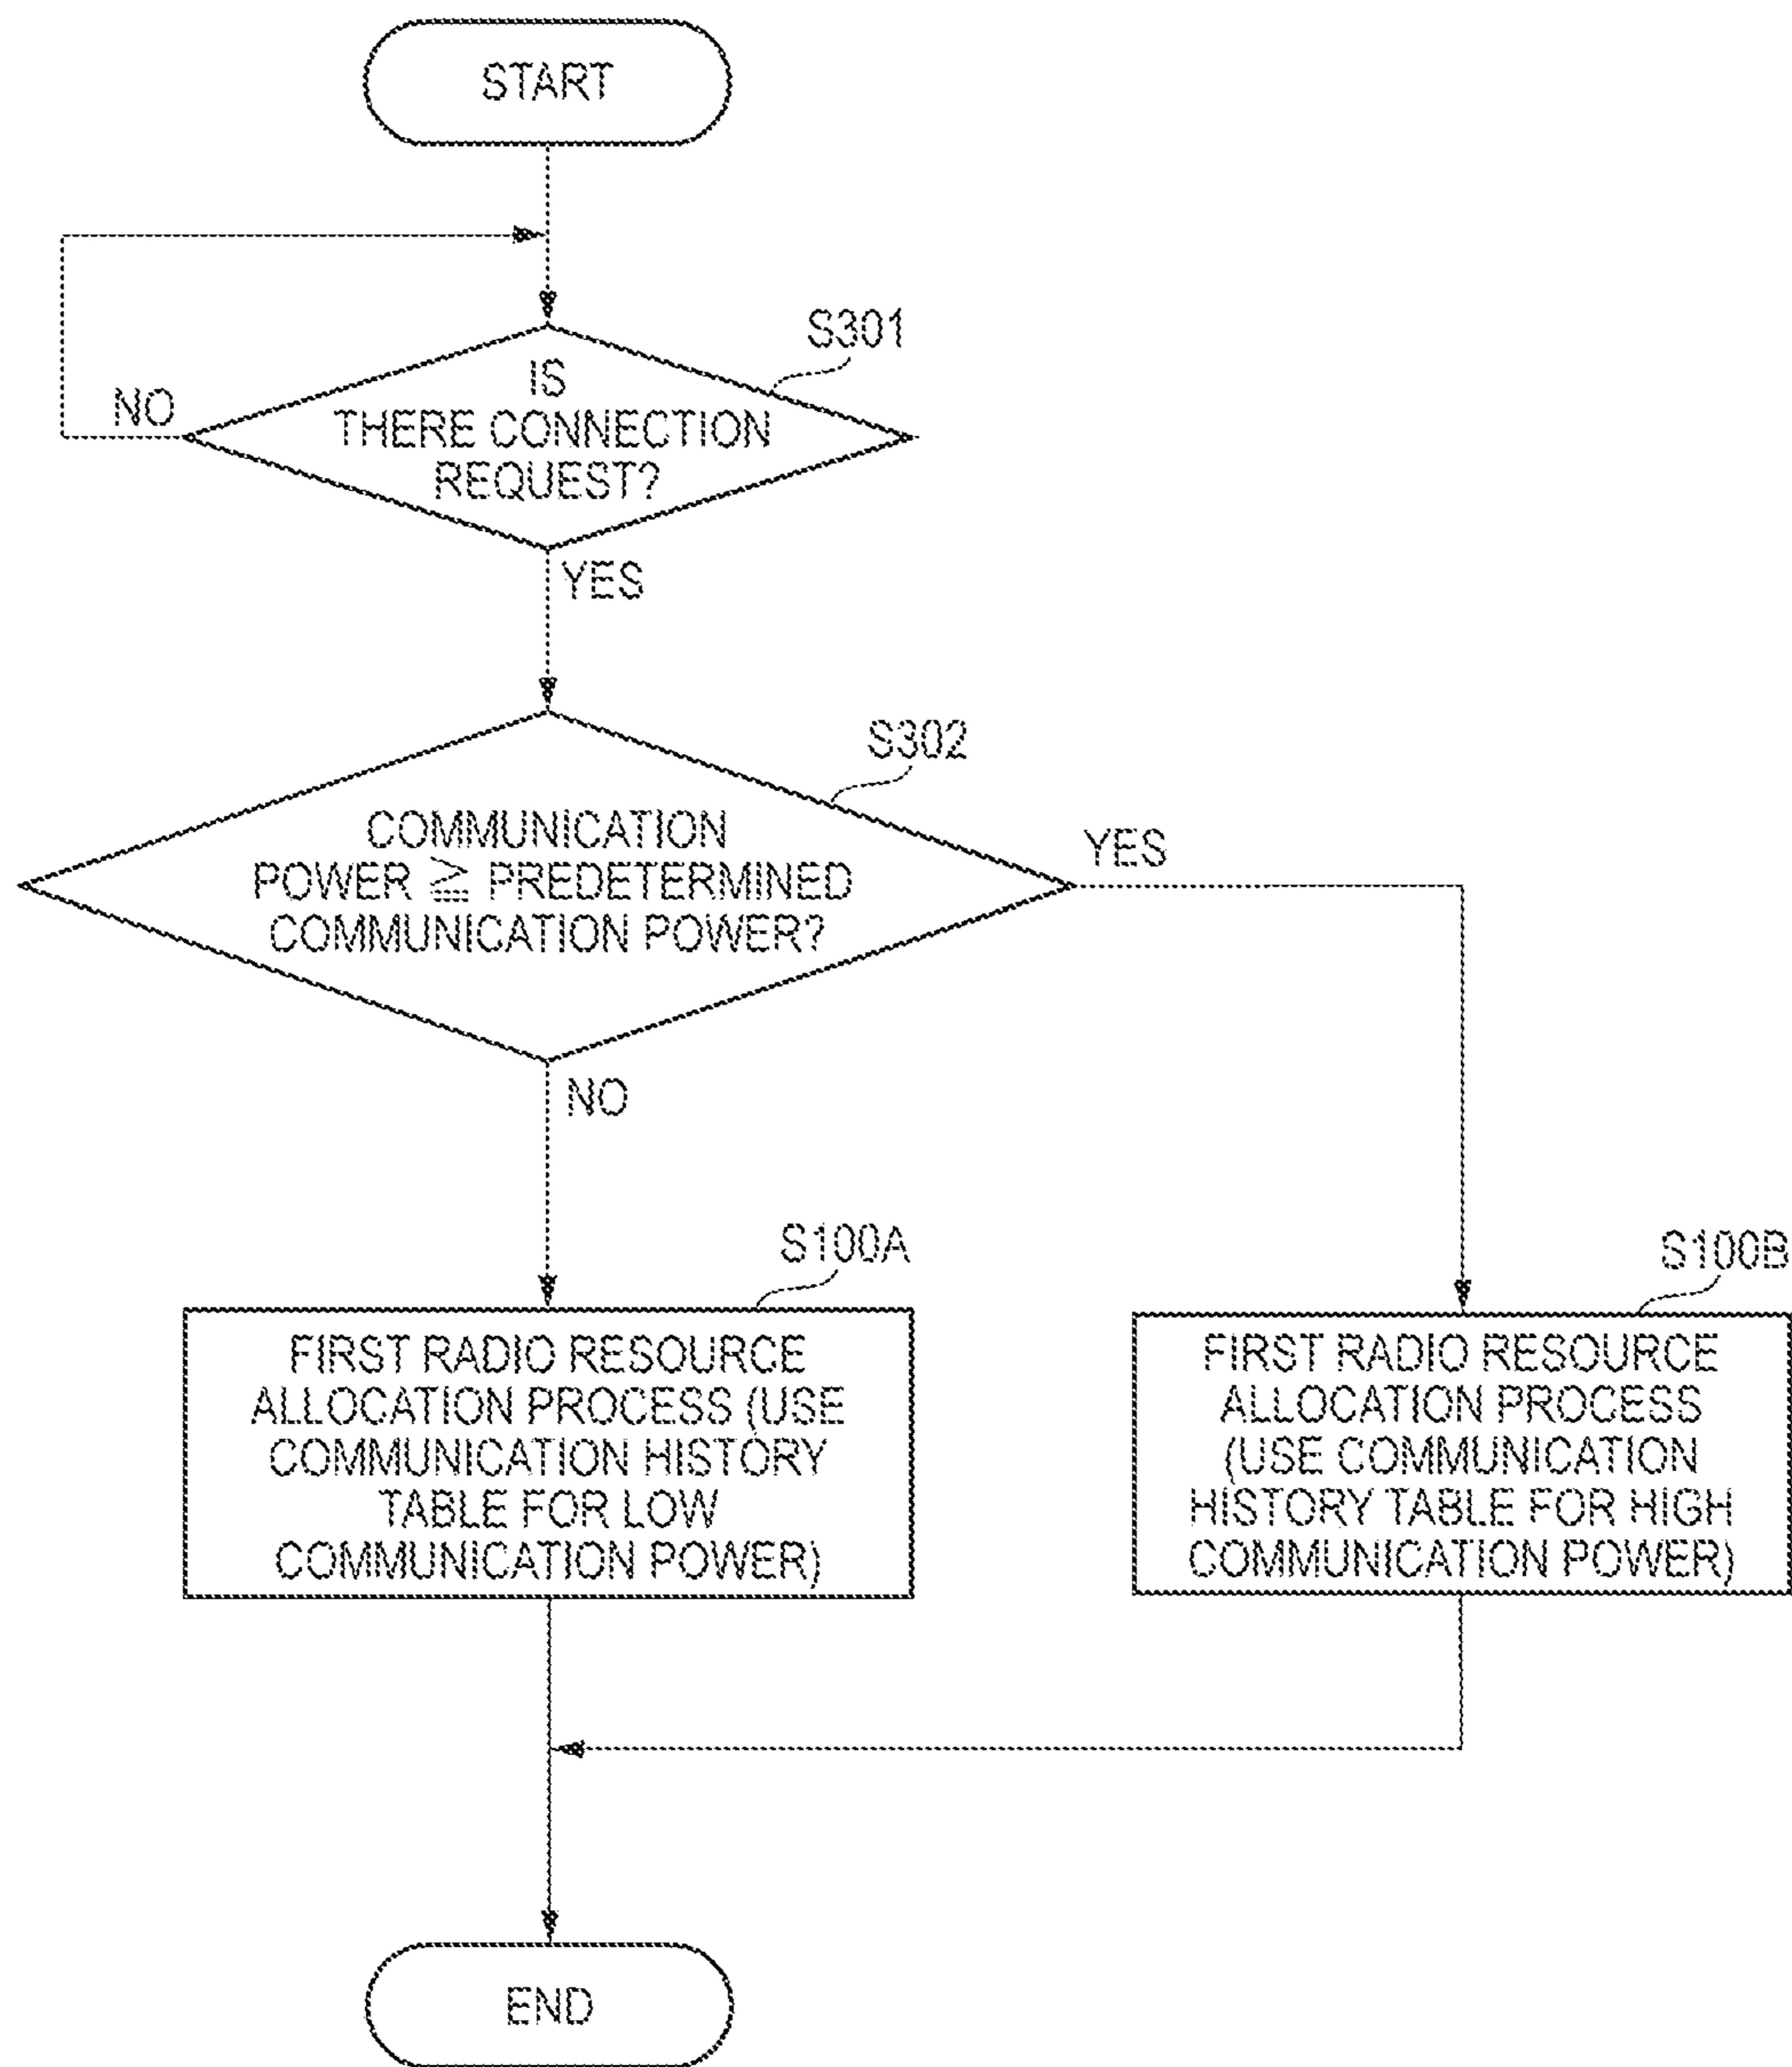 START
S301
IS
THERE CONNECTION
REQUEST?
NO
YES
S302
COMMUNICATION
POWER ≧ PREDETERMINED
COMMUNICATION POWER?
YES
NO
S100A
FIRST RADIO RESOURCE
ALLOCATION PROCESS (USE
COMMUNICATION HISTORY
TABLE FOR LOW
COMMUNICATION POWER)
S100B
FIRST RADIO RESOURCE
ALLOCATION PROCESS
(USE COMMUNICATION
HISTORY TABLE FOR HIGH
COMMUNICATION POWER)
END